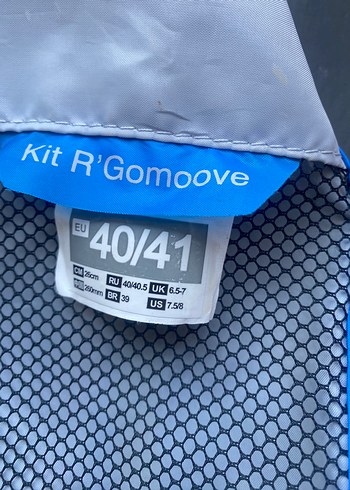 Kit R'Gomoove
EU 40/41
CM 26cm RU 40/40.5 UK 6.5-7
260mm BR 39 US 7.5/8